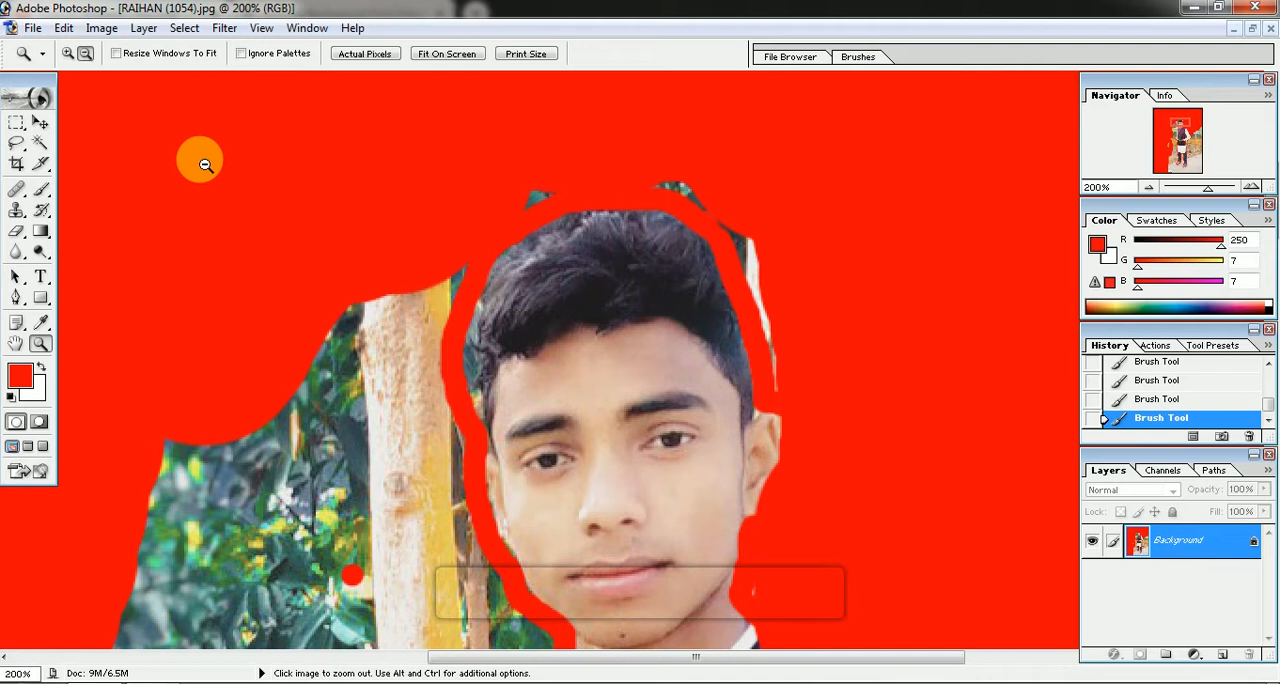 Adobe Photoshop - [RAIHAN (1054).jpg @ 200% (RGB)]
File Edit Image Layer Select Filter View Window Help
Resize Windows To Fit Ignore Palettes Actual Pixels Fit On Screen Print Size File Browser Brushes
Navigator Info
200%
Color Swatches Styles
R 250
G 7
B 7
History Actions Tool Presets
Brush Tool
Brush Tool
Brush Tool
Brush Tool
Layers Channels Paths
Normal Opacity: 100%
Lock: Fill: 100%
Background
200% Doc: 9M/6.5M Click image to zoom out. Use Alt and Ctrl for additional options.